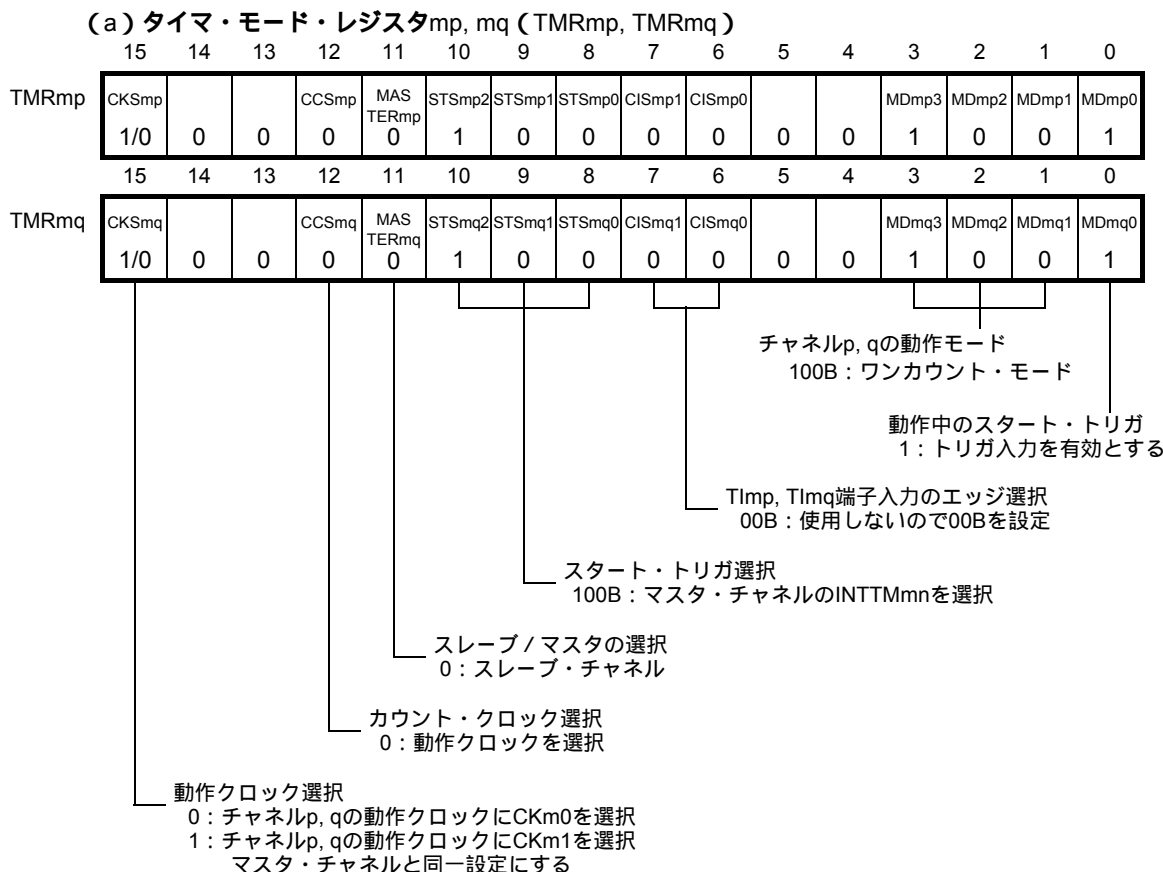 (a)タイマ・モード・レジスタmp, mq(TMRmp, TMRmq)
15 14 13 12 11 10 9 8 7 6 5 4 3 2 1 0
TMRmp CKSmp CCSmp MAS TERmp STSmp2 STSmp1 STSmp0 CISmp1 CISmp0 MDmp3 MDmp2 MDmp1 MDmp0
1/0 0 0 0 0 1 0 0 0 0 0 0 1 0 0 1
15 14 13 12 11 10 9 8 7 6 5 4 3 2 1 0
TMRmq CKSmq CCSmq MAS TERmq STSmq2 STSmq1 STSmq0 CISmq1 CISmq0 MDmq3 MDmq2 MDmq1 MDmq0
1/0 0 0 0 0 1 0 0 0 0 0 0 1 0 0 1
チャネルp, qの動作モード
100B:ワンカウント・モード
動作中のスタート・トリガ
1:トリガ入力を有効とする
TImp, TImq端子入力のエッジ選択
00B:使用しないので00Bを設定
スタート・トリガ選択
100B:マスタ・チャネルのINTTMmnを選択
スレーブ/マスタの選択
0:スレーブ・チャネル
カウント・クロック選択
0:動作クロックを選択
動作クロック選択
0:チャネルp, qの動作クロックにCKm0を選択
1:チャネルp, qの動作クロックにCKm1を選択
マスタ・チャネルと同一設定にする